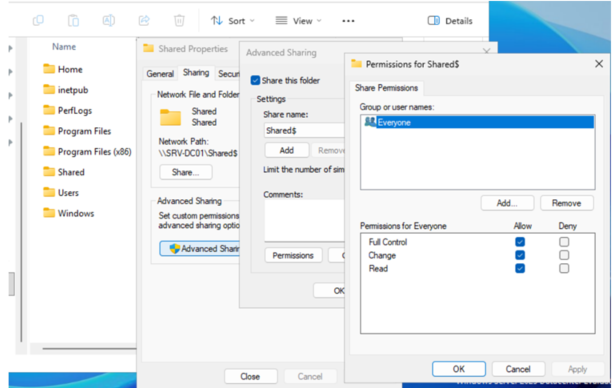 Sort
View
Details
Name
Home
inetpub
PerfLogs
Program Files
Program Files (x86)
Shared
Users
Windows
Shared Properties
General Sharing Secur
Network File and Folder
Shared
Shared
Network Path:
\\SRV-DC01\Shared$
Share...
Advanced Sharing
Set custom permissions
advanced sharing optio
Advanced Sharin
Close
Cancel
Advanced Sharing
Share this folder
Settings
Share name:
Shared$
Add
Remove
Limit the number of sim
Comments:
Permissions
OK
Permissions for Shared$
Share Permissions
Group or user names:
Everyone
Add...
Remove
Permissions for Everyone Allow Deny
Full Control
Change
Read
OK
Cancel
Apply